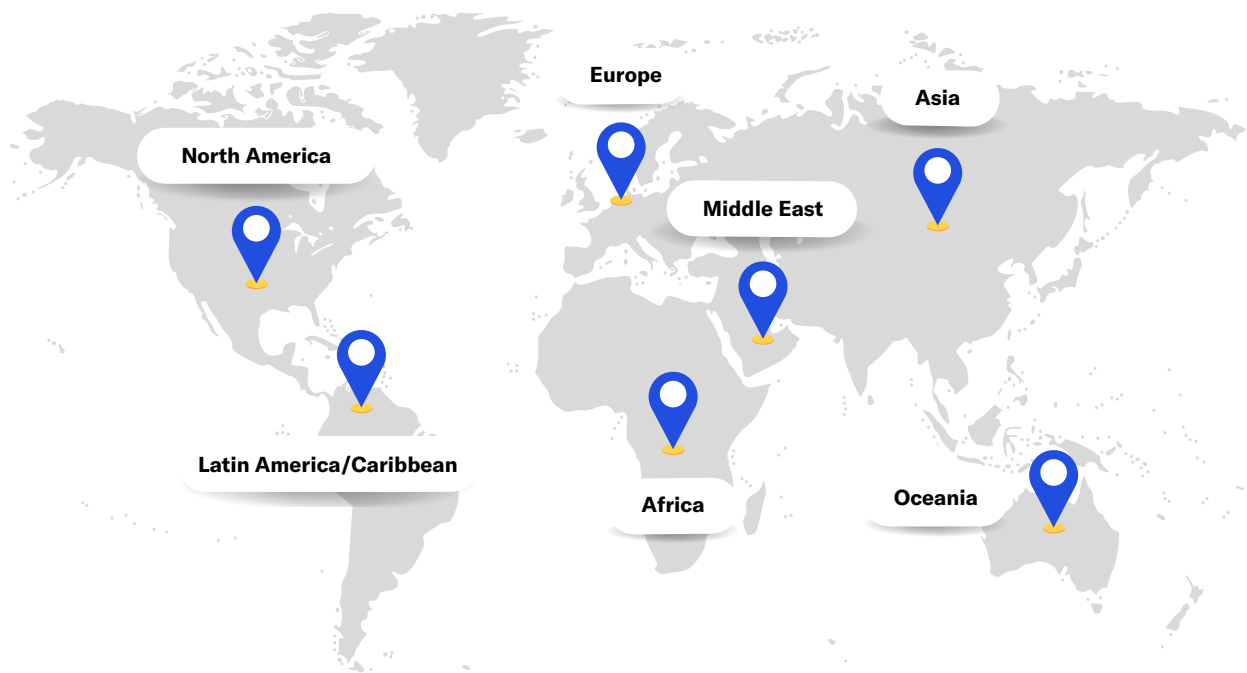 Europe
Asia
North America
Middle East
Latin America/Caribbean
Oceania
Africa